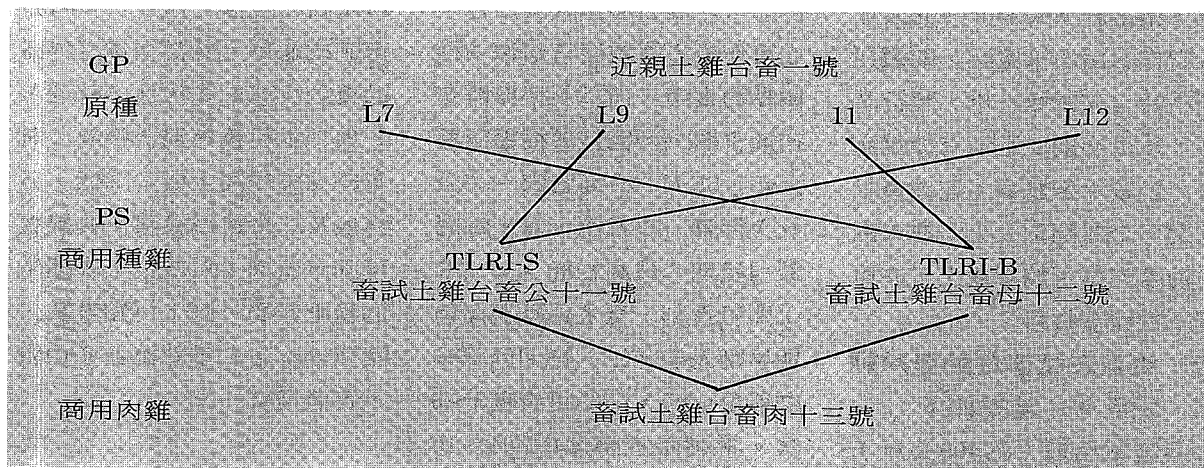 GP 近親土雞台畜一號
原種 L7 L9 11 L12
PS
商用種雞 TLRI-S TLRI-B
畜試土雞台畜公十一號 畜試土雞台畜母十二號
商用肉雞 畜試土雞台畜肉十三號